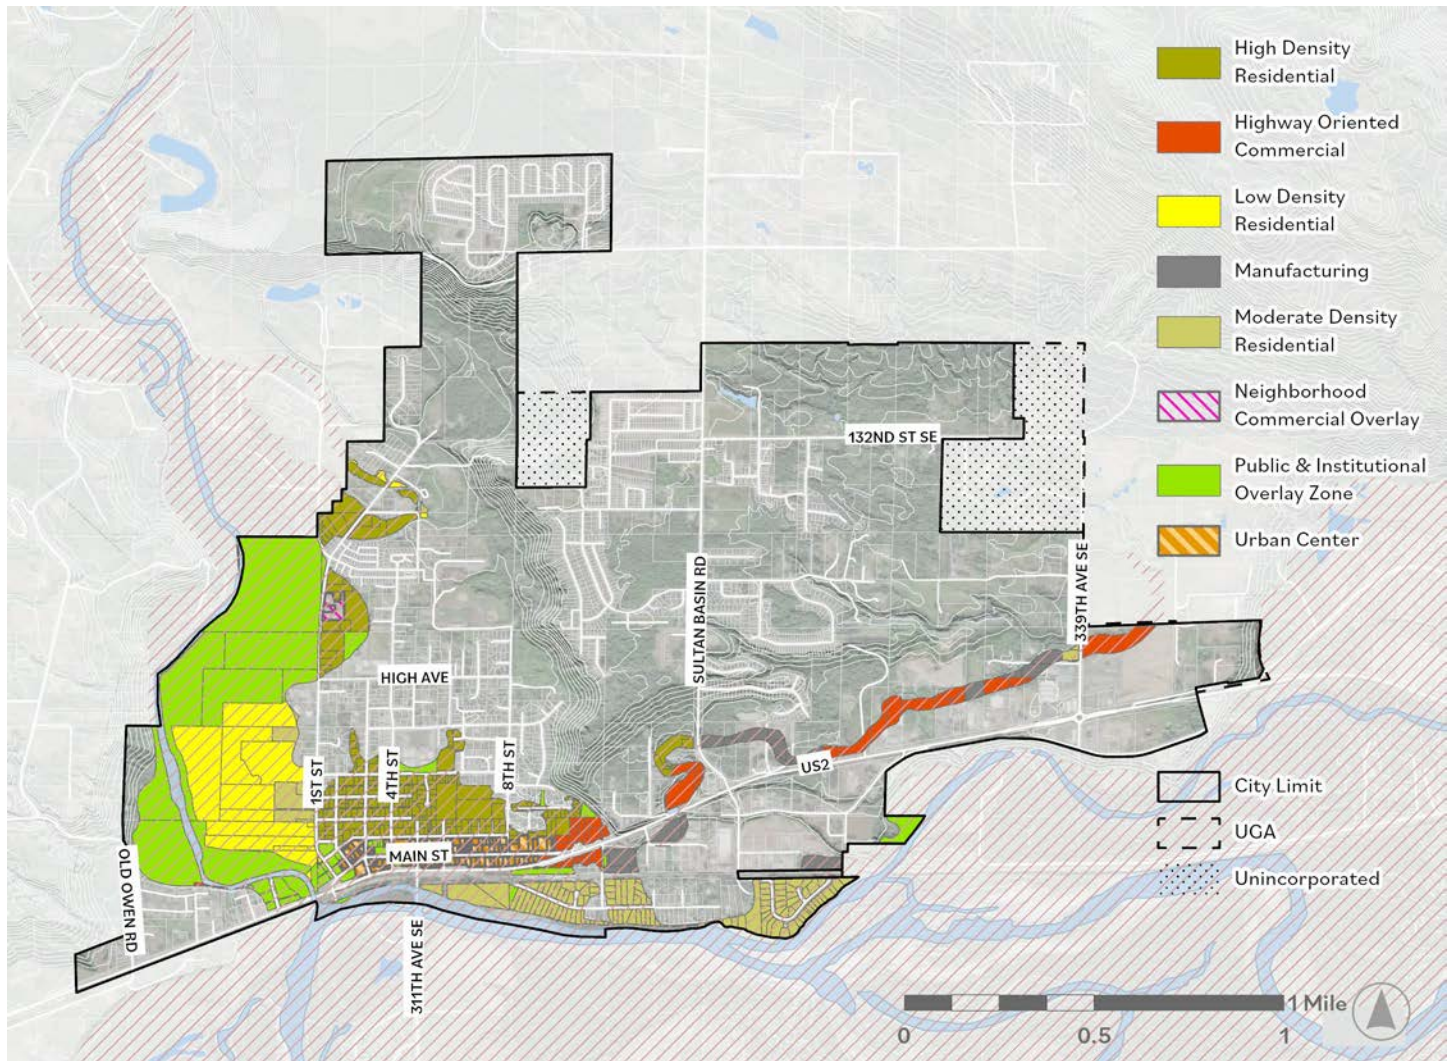 High Density
Residential
Highway Oriented
Commercial
Low Density
Residential
Manufacturing
Moderate Density
Residential
Neighborhood
Commercial Overlay
Public & Institutional
Overlay Zone
Urban Center
132ND ST SE
SULTAN BASIN RD
339TH AVE SE
HIGH AVE
1ST ST
4TH ST
8TH ST
US2
MAIN ST
OLD OWEN RD
311TH AVE SE
City Limit
UGA
Unincorporated
1 Mile
0
0.5
1